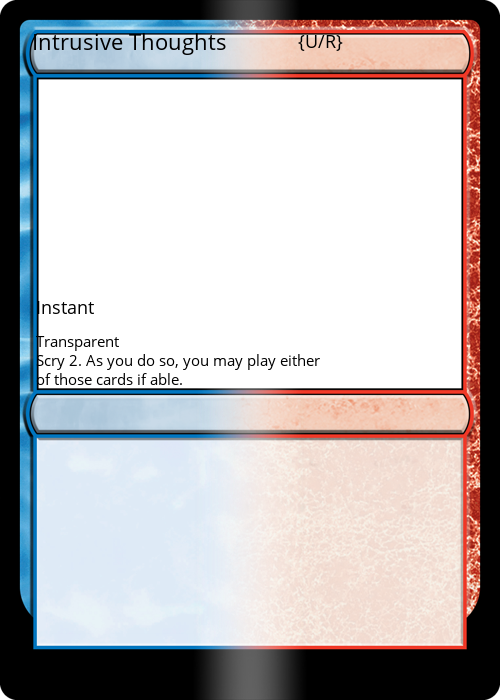 Intrusive Thoughts {U/R}
Instant
Transparent
Scry 2. As you do so, you may play either
of those cards if able.